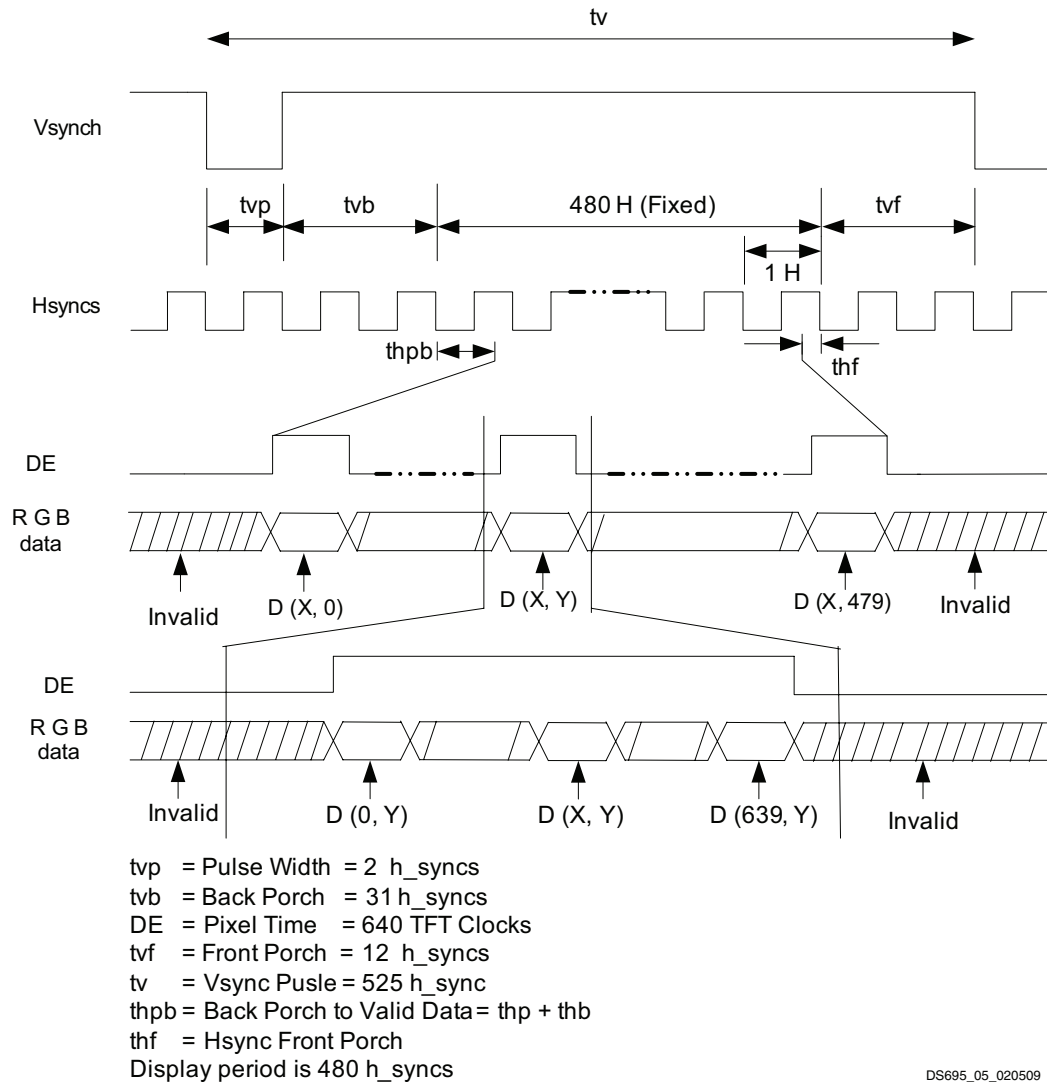 tv
Vsynch
tvp
tvb
480 H (Fixed)
tvf
1 H
Hsyncs
thpb
thf
DE
R G B
data
Invalid
D (X, 0)
D (X, Y)
D (X, 479)
Invalid
DE
R G B
data
Invalid
D (0, Y)
D (X, Y)
D (639, Y)
Invalid
tvp = Pulse Width = 2 h_syncs
tvb = Back Porch = 31 h_syncs
DE = Pixel Time = 640 TFT Clocks
tvf = Front Porch = 12 h_syncs
tv = Vsync Pusle = 525 h_sync
thpb = Back Porch to Valid Data = thp + thb
thf = Hsync Front Porch
Display period is 480 h_syncs
DS695_05_020509